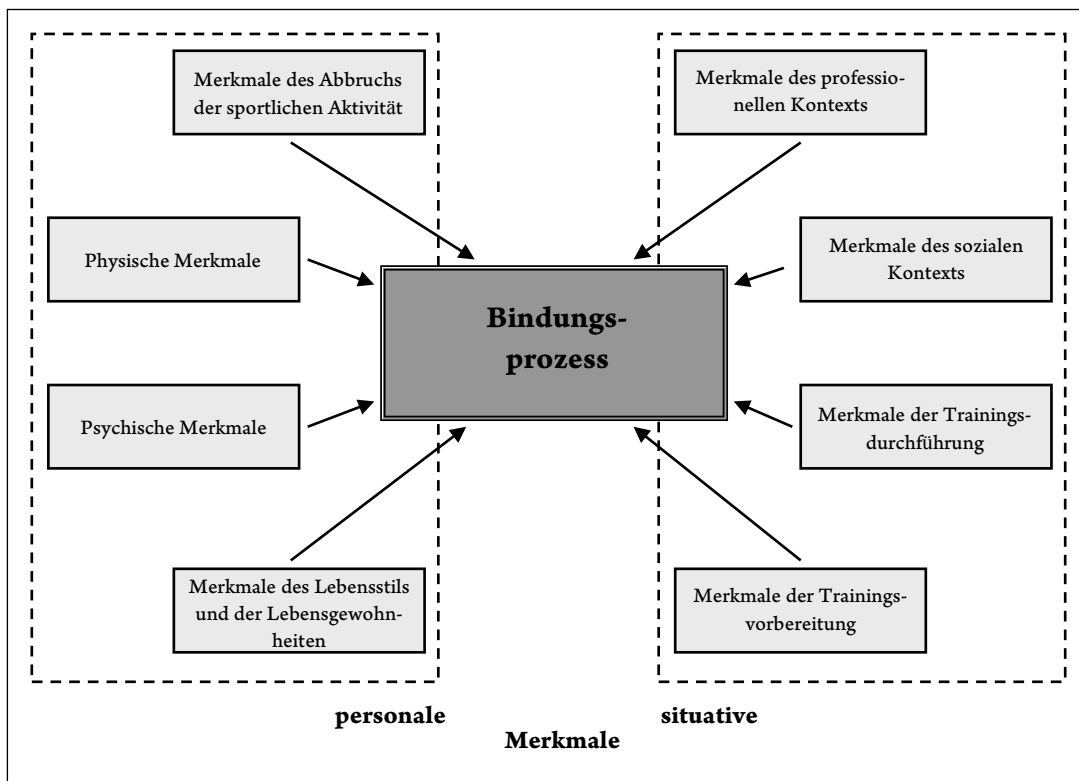 Merkmale des Abbruchs
der sportlichen Aktivität
Merkmale des professio-
nellen Kontexts
Physische Merkmale
Merkmale des sozialen
Kontexts
Bindungs-
prozess
Psychische Merkmale
Merkmale der Trainings-
durchführung
Merkmale des Lebensstils
und der Lebensgewohn-
heiten
Merkmale der Trainings-
vorbereitung
personale
situative
Merkmale